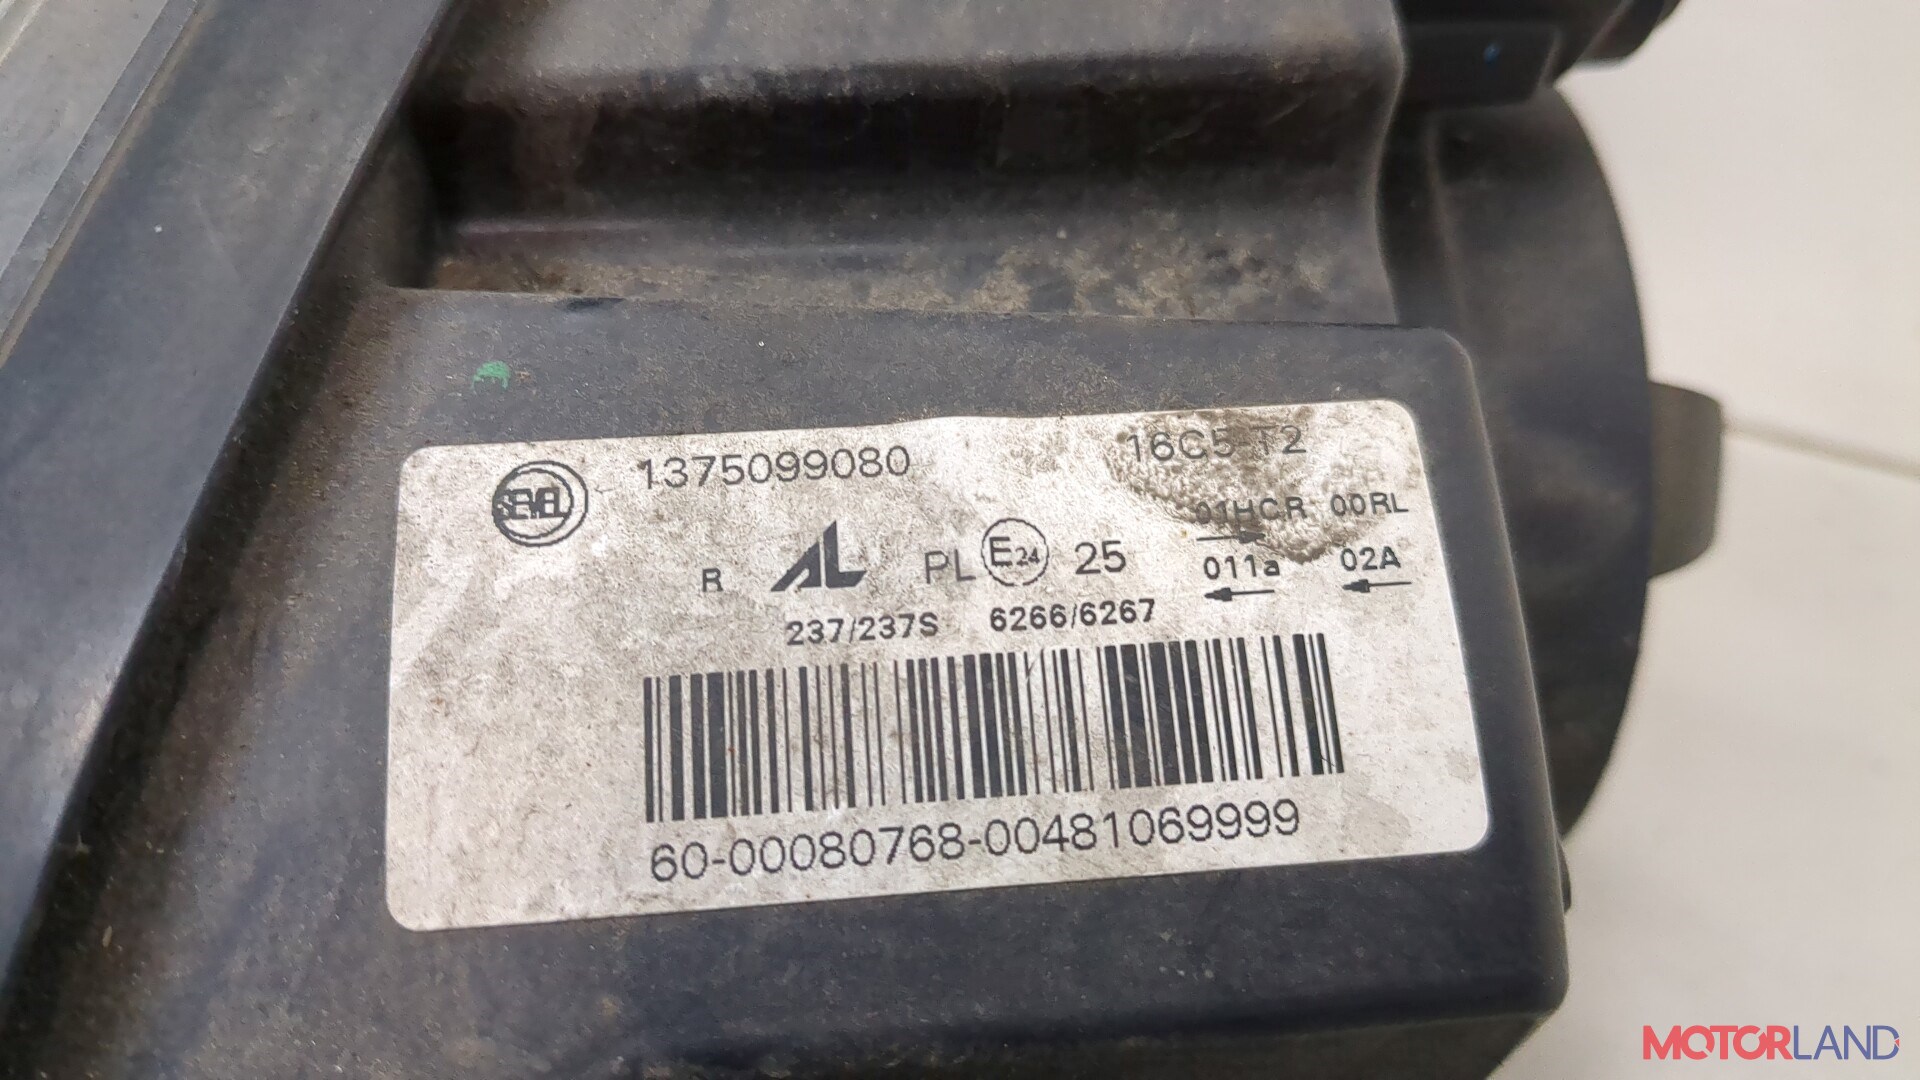 SEVEL 1375099080 16C5 T2
01HCR 00RL
R AL PL E24 25 011a 02A
237/237S 6266/6267
60-00080768-00481069999
MOTORLAND